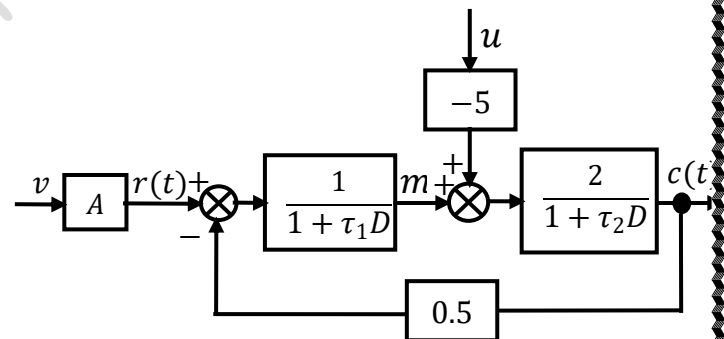 u
−5
v
A
r(t)
+
−
1
1 + τ₁D
m
+
+
2
1 + τ₂D
c(t
0.5